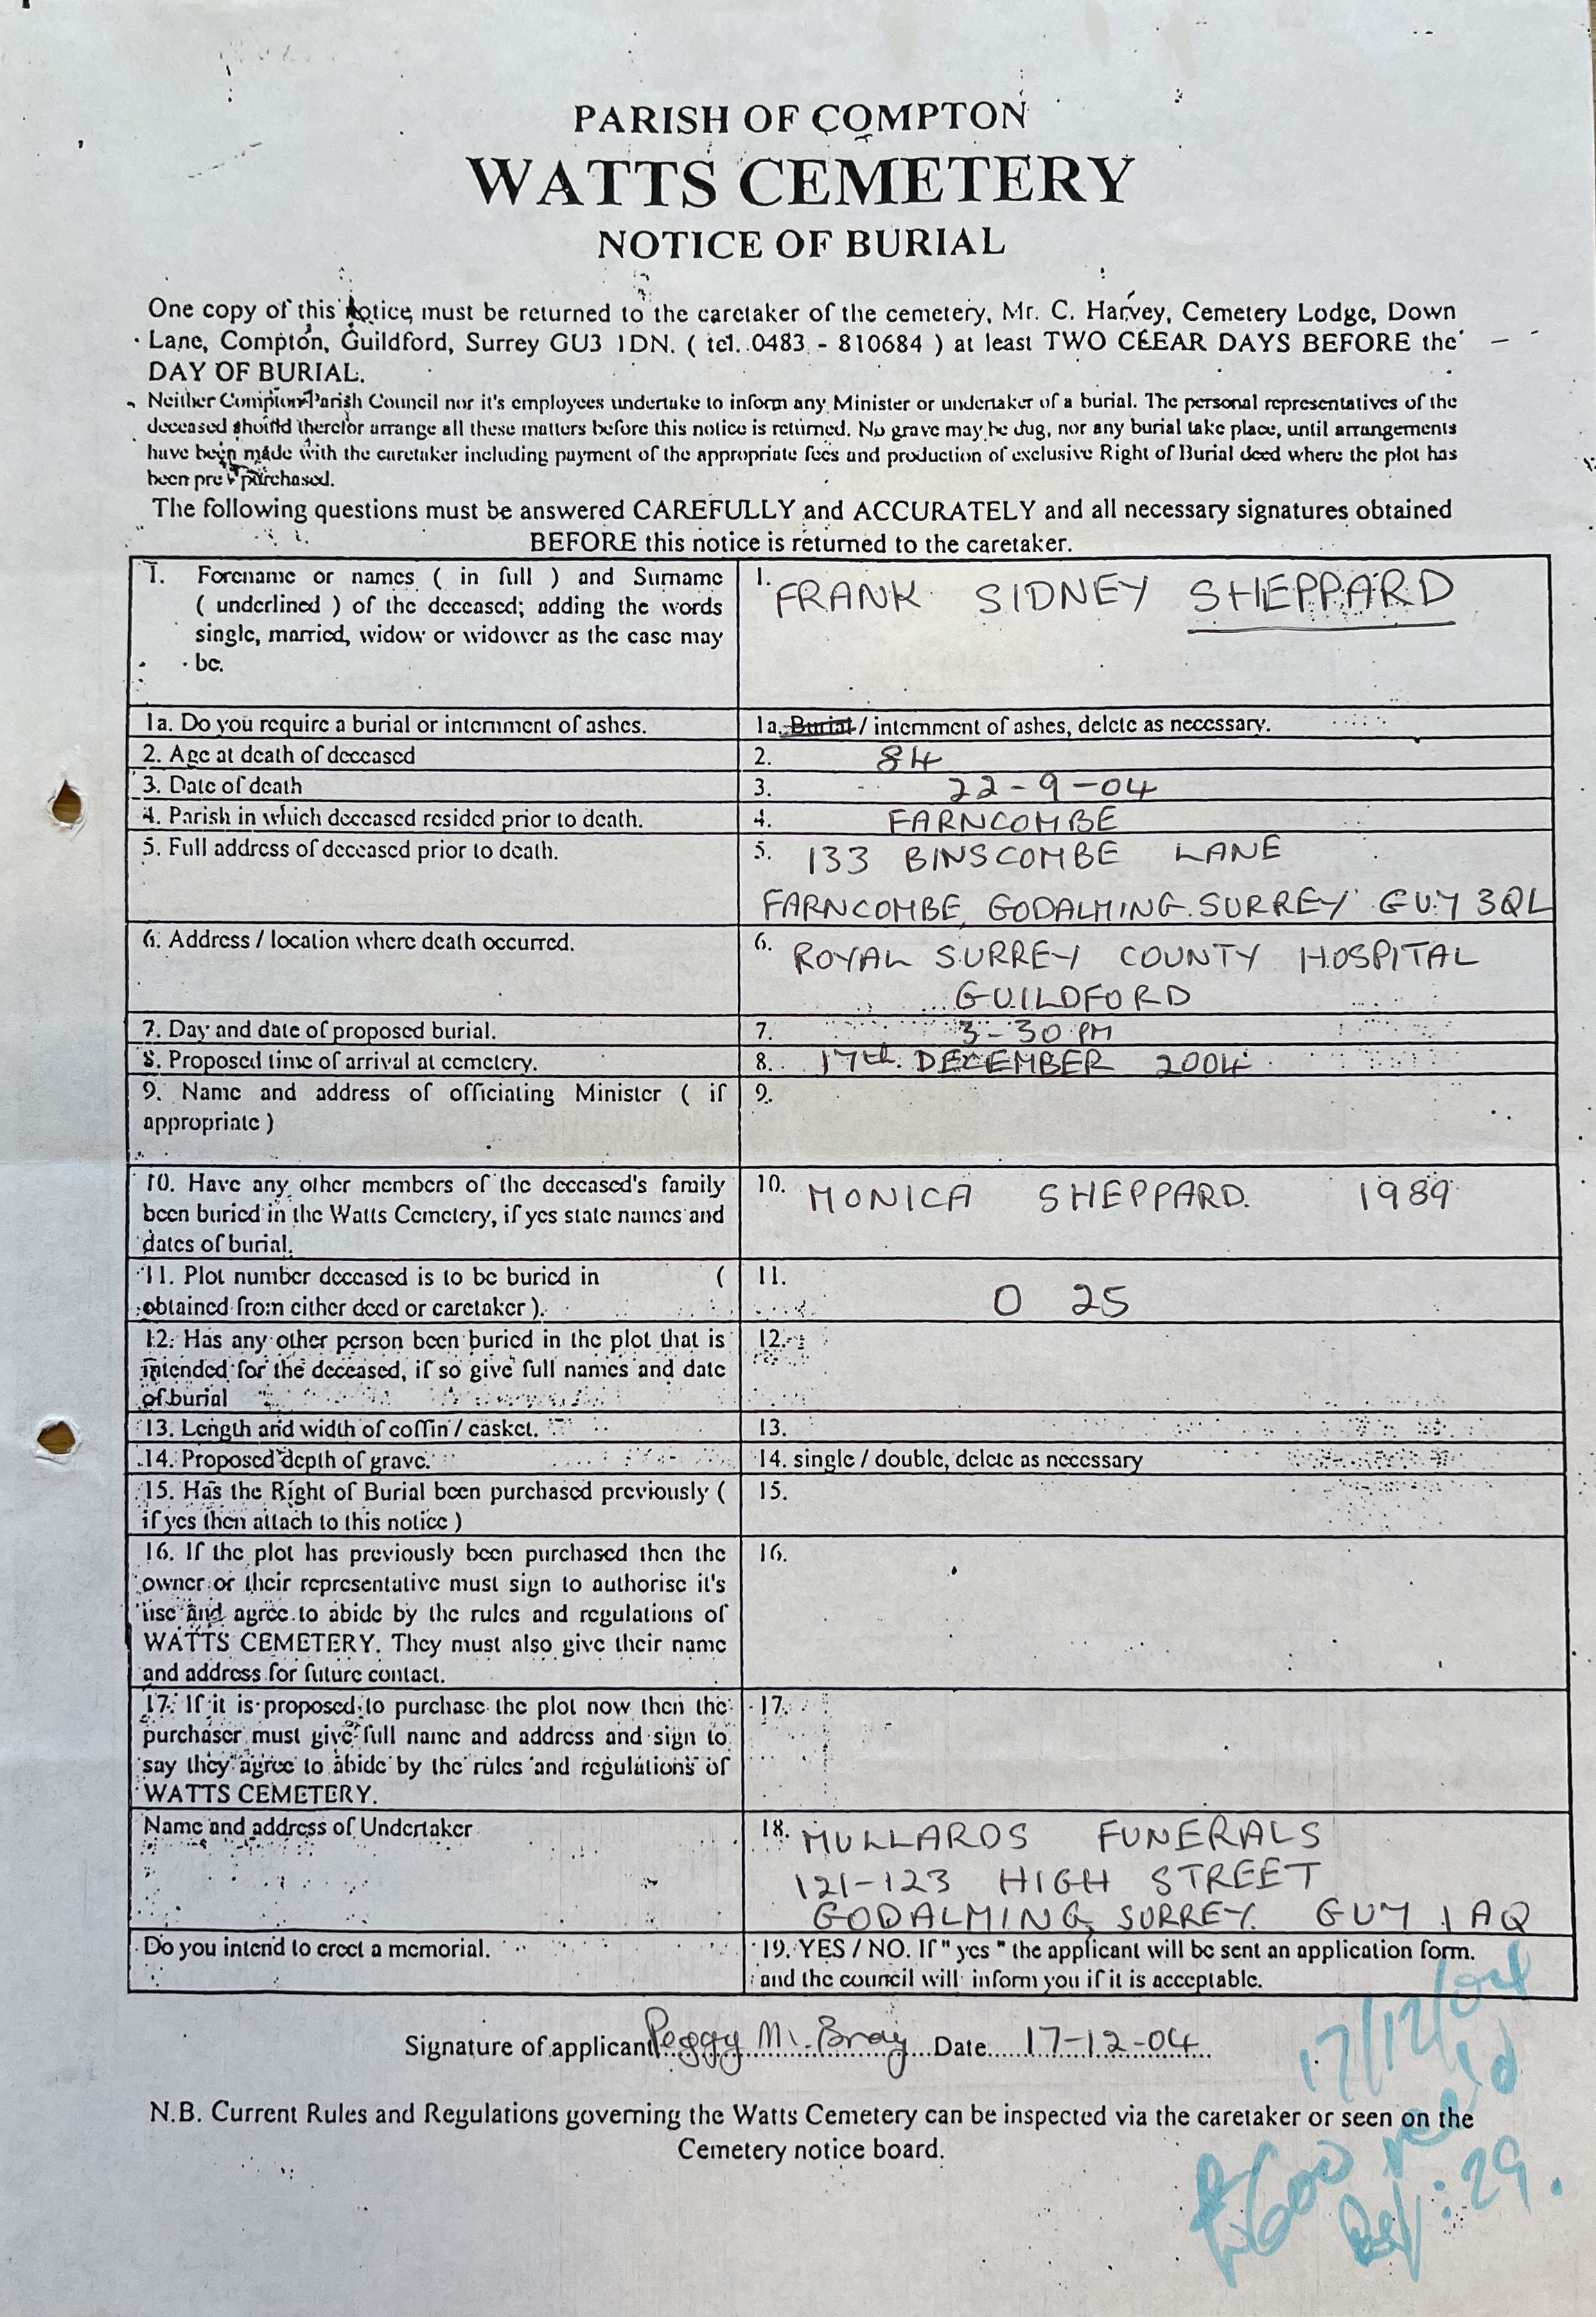 PARISH OF COMPTON
WATTS CEMETERY
NOTICE OF BURIAL
One copy of this notice must be returned to the caretaker of the cemetery, Mr. C. Harvey, Cemetery Lodge, Down
Lane, Compton, Guildford, Surrey GU3 1DN. ( tel. 0483 - 810684 ) at least TWO CLEAR DAYS BEFORE the
DAY OF BURIAL.
Neither Compton Parish Council nor it's employees undertake to inform any Minister or undertaker of a burial. The personal representatives of the
deceased should therefor arrange all these matters before this notice is returned. No grave may be dug, nor any burial take place, until arrangements
have been made with the caretaker including payment of the appropriate fees and production of exclusive Right of Burial deed where the plot has
been pre purchased.
The following questions must be answered CAREFULLY and ACCURATELY and all necessary signatures obtained
BEFORE this notice is returned to the caretaker.
1. Forename or names ( in full ) and Surname
( underlined ) of the deceased; adding the words
single, married, widow or widower as the case may
be.
1. FRANK SIDNEY SHEPPARD
1a. Do you require a burial or internment of ashes.
1a. Burial / internment of ashes, delete as necessary.
2. Age at death of deceased
2. 84
3. Date of death
3. 22-9-04
4. Parish in which deceased resided prior to death.
4. FARNCOMBE
5. Full address of deceased prior to death.
5. 133 BINSCOMBE LANE
FARNCOMBE, GODALMING. SURREY GU7 3QL
6. Address / location where death occurred.
6. ROYAL SURREY COUNTY HOSPITAL
GUILDFORD
7. Day and date of proposed burial.
7. 3-30 PM
8. Proposed time of arrival at cemetery.
8. 17th DECEMBER 2004
9. Name and address of officiating Minister ( if
appropriate )
9.
10. Have any other members of the deceased's family
been buried in the Watts Cemetery, if yes state names and
dates of burial.
10. MONICA SHEPPARD. 1989
11. Plot number deceased is to be buried in (
obtained from either deed or caretaker ).
11. O 25
12. Has any other person been buried in the plot that is
intended for the deceased, if so give full names and date
of burial
12.
13. Length and width of coffin / casket.
13.
14. Proposed depth of grave.
14. single / double, delete as necessary
15. Has the Right of Burial been purchased previously (
if yes then attach to this notice )
15.
16. If the plot has previously been purchased then the
owner or their representative must sign to authorise it's
use and agree to abide by the rules and regulations of
WATTS CEMETERY. They must also give their name
and address for future contact.
16.
17. If it is proposed to purchase the plot now then the
purchaser must give full name and address and sign to
say they agree to abide by the rules and regulations of
WATTS CEMETERY.
17.
Name and address of Undertaker
18. MULLARDS FUNERALS
121-123 HIGH STREET
GODALMING, SURREY. GU7 1AQ
Do you intend to erect a memorial.
19. YES / NO. If " yes " the applicant will be sent an application form.
and the council will inform you if it is acceptable.
Signature of applicant Peggy M. Bray Date 17-12-04
17/12/04
£600 rec'd
29.
N.B. Current Rules and Regulations governing the Watts Cemetery can be inspected via the caretaker or seen on the
Cemetery notice board.